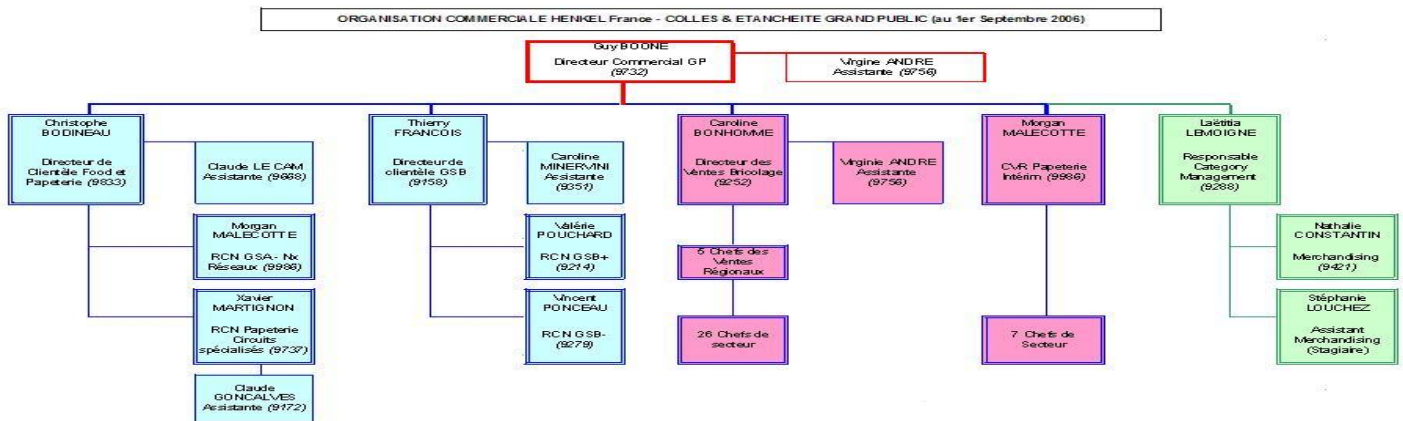 ORGANISATION COMMERCIALE HENKEL France - COLLES & ETANCHEITE GRAND PUBLIC (au 1er Septembre 2006)
Guy BOONE
Directeur Commercial GP
(9732)
Virgine ANDRE
Assistante (9756)
Christophe
BODINEAU
Directeur de
Clientèle Food et
Papeterie (9833)
Claude LE CAM
Assistante (9668)
Morgan
MALECOTTE
RCN GSA - Nx
Réseaux (9986)
Xavier
MARTIGNON
RCN Papeterie
Circuits
spécialisés (9737)
Claude
GONCALVES
Assistante (9172)
Thierry
FRANCOIS
Directeur de
clientèle GSB
(9158)
Caroline
MINERVINI
Assistante
(9351)
Valérie
POUCHARD
RCN GSB+
(9214)
Vincent
PONCEAU
RCN GSB-
(9279)
Caroline
BONHOMME
Directeur des
Ventes Bricolage
(9252)
Virginie ANDRE
Assistante
(9756)
5 Chefs des
Ventes
Régionaux
26 Chefs de
secteur
Morgan
MALECOTTE
CVR Papeterie
Intérim (9986)
7 Chefs de
Secteur
Laëtitia
LEMOIGNE
Responsable
Category
Management
(9288)
Nathalie
CONSTANTIN
Merchandising
(9421)
Stéphanie
LOUCHEZ
Assistant
Merchandising
(Stagiaire)